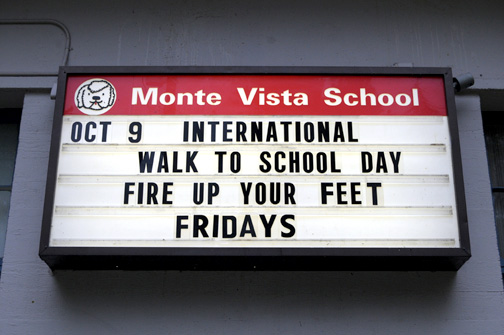 Monte Vista School
OCT 9 INTERNATIONAL
WALK TO SCHOOL DAY
FIRE UP YOUR FEET
FRIDAYS